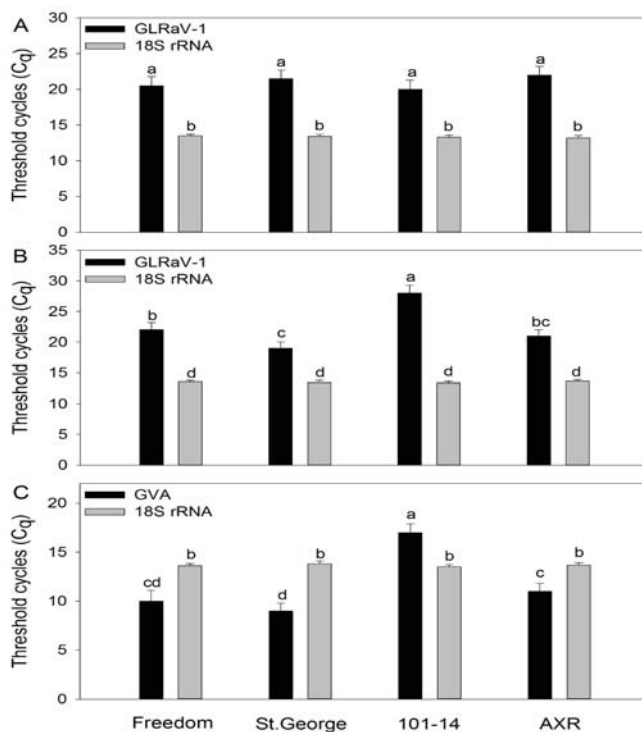 A
GLRaV-1
18S rRNA
Threshold cycles (Cq)
30
25
20
15
10
5
0
a b a b a b a b
B
GLRaV-1
18S rRNA
Threshold cycles (Cq)
35
30
25
20
15
10
5
0
b d c d a d bc d
C
GVA
18S rRNA
Threshold cycles (Cq)
20
15
10
5
0
cd b d b a b c b
Freedom St.George 101-14 AXR